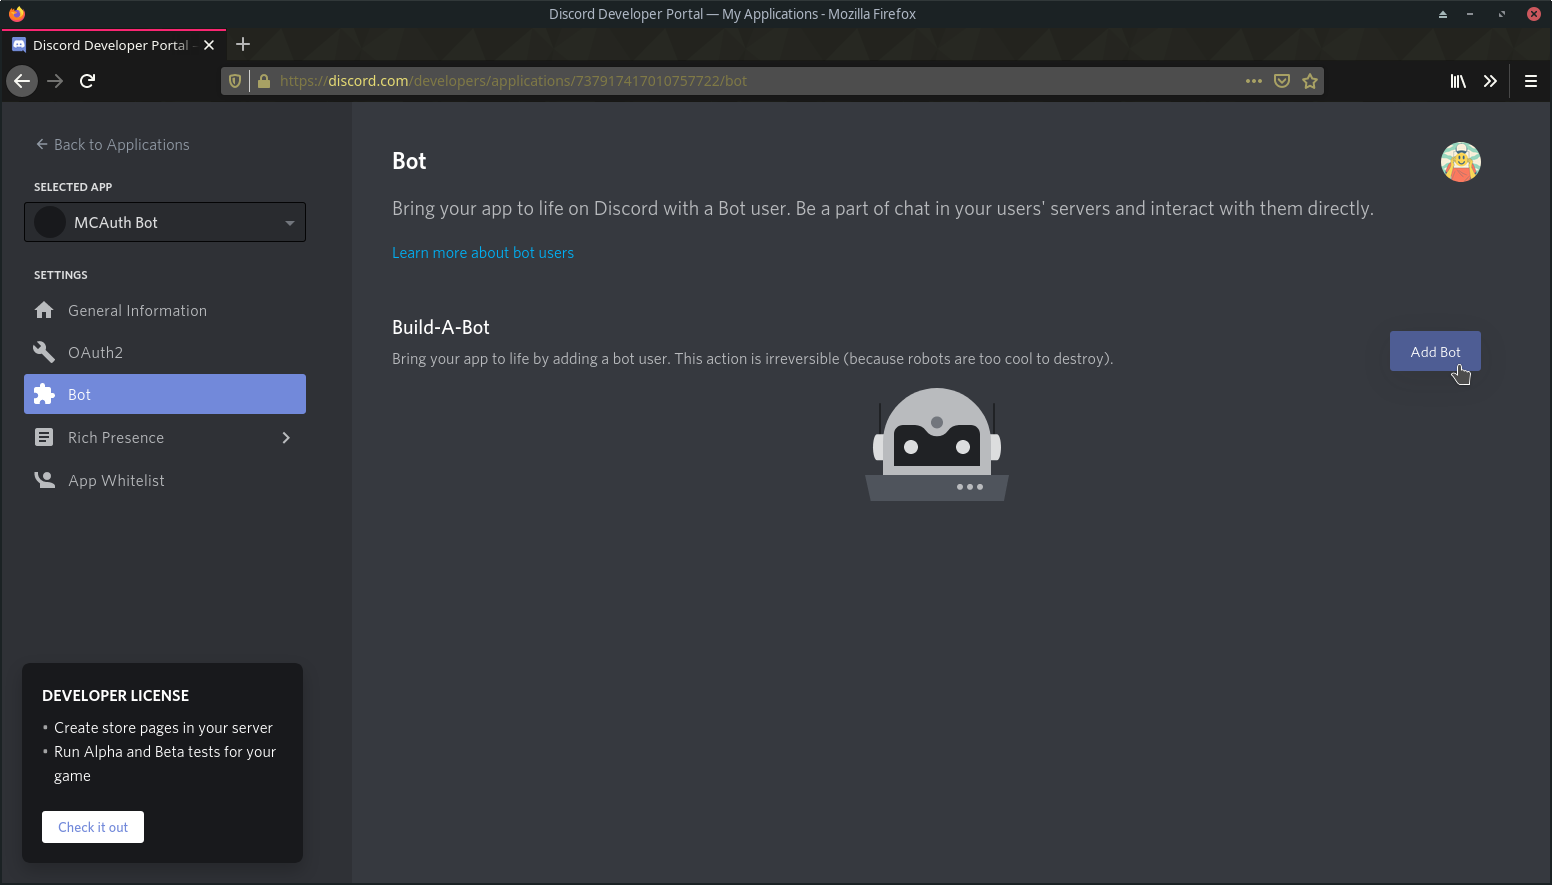 Discord Developer Portal — My Applications - Mozilla Firefox
Discord Developer Portal -
https://discord.com/developers/applications/737917417010757722/bot
Back to Applications
SELECTED APP
MCAuth Bot
SETTINGS
General Information
OAuth2
Bot
Rich Presence
App Whitelist
DEVELOPER LICENSE
• Create store pages in your server
• Run Alpha and Beta tests for your
game
Check it out
Bot
Bring your app to life on Discord with a Bot user. Be a part of chat in your users' servers and interact with them directly.
Learn more about bot users
Build-A-Bot
Bring your app to life by adding a bot user. This action is irreversible (because robots are too cool to destroy).
Add Bot